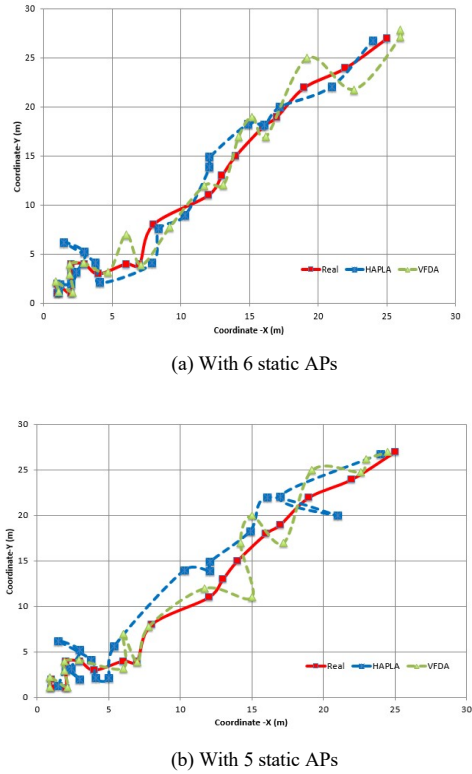 30
25
20
15
10
5
0
Coordinate-Y (m)
Real HAPLA VFDA
0 5 10 15 20 25 30
Coordinate -X (m)
(a) With 6 static APs
30
25
20
15
10
5
0
Coordinate-Y (m)
Real HAPLA VFDA
0 5 10 15 20 25 30
Coordinate -X (m)
(b) With 5 static APs